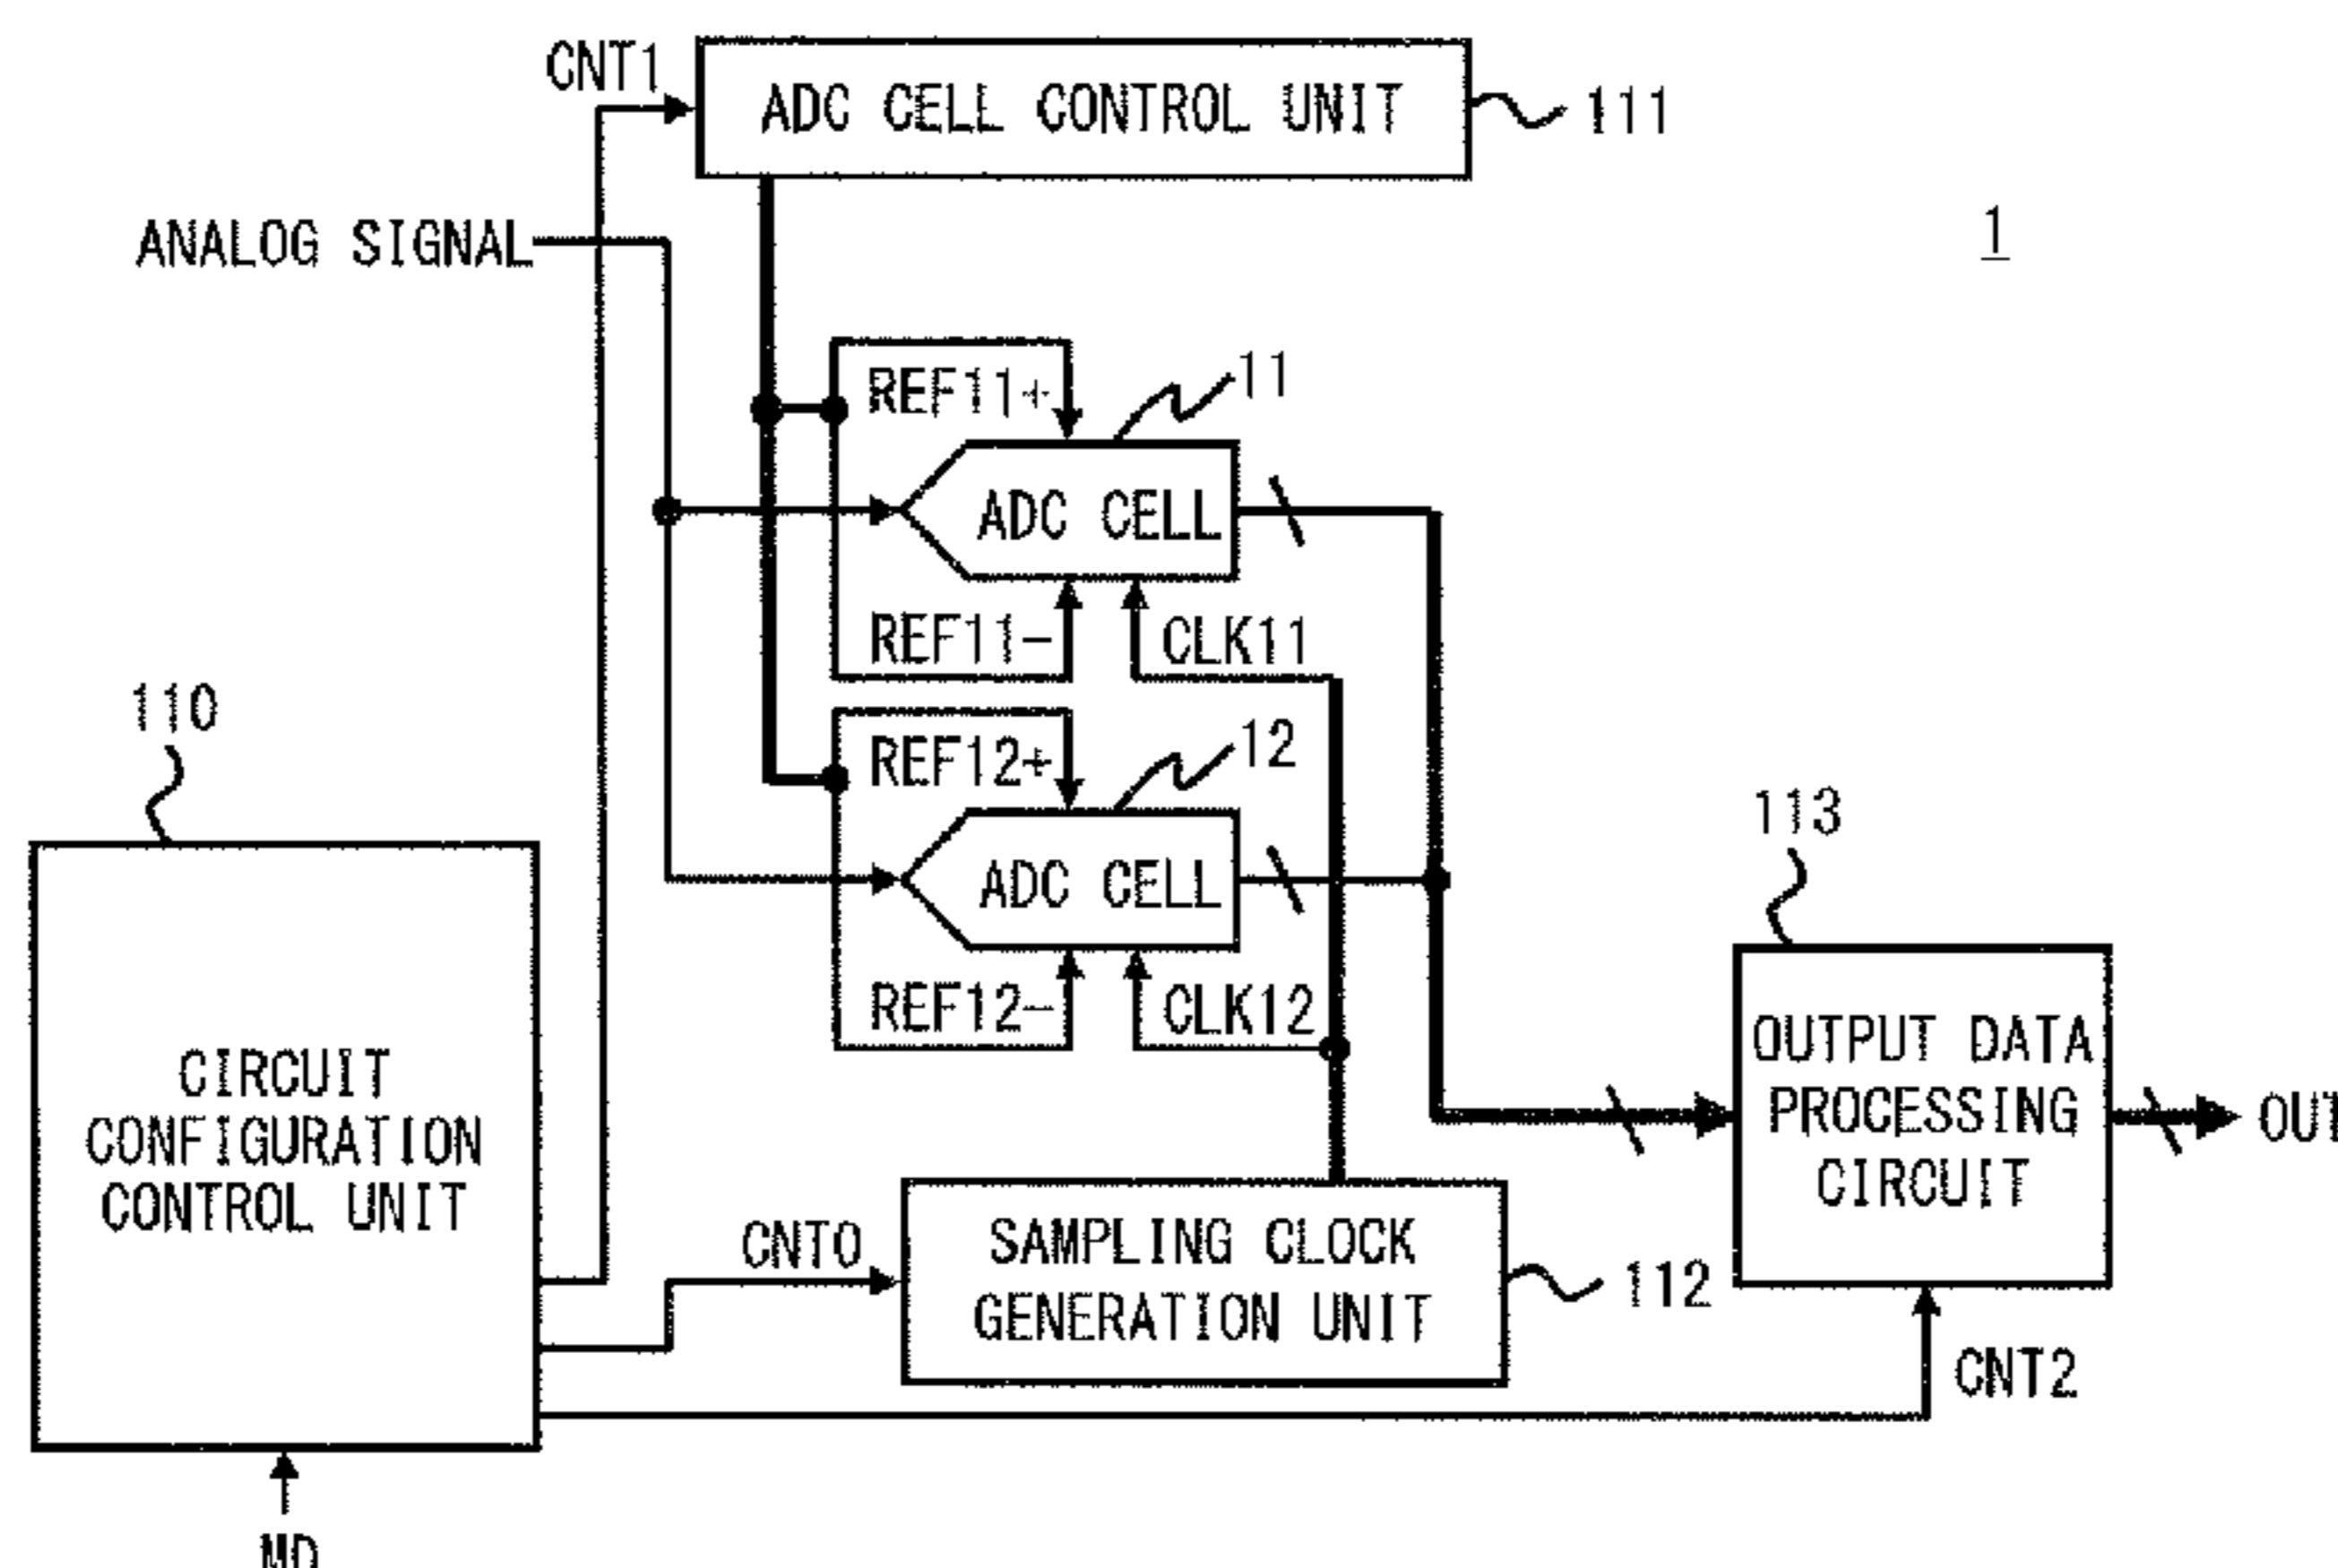 CNT1
ADC CELL CONTROL UNIT
111
ANALOG SIGNAL
1
REF11+
11
ADC CELL
REF11-
CLK11
110
REF12+
12
ADC CELL
113
REF12-
CLK12
CIRCUIT
CONFIGURATION
CONTROL UNIT
OUTPUT DATA
PROCESSING
CIRCUIT
OUT
CNT0
SAMPLING CLOCK
GENERATION UNIT
112
CNT2
MD